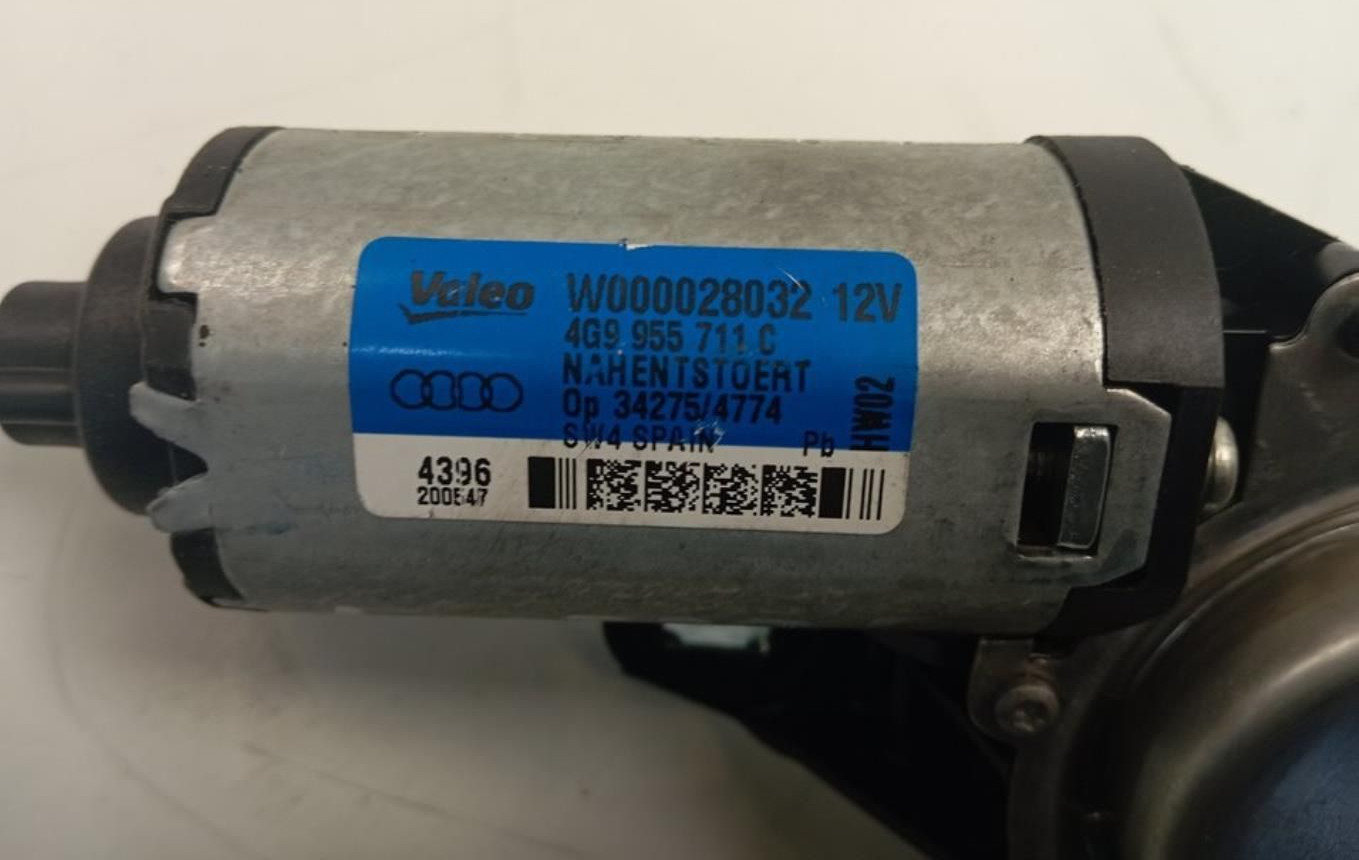 Valeo W000028032 12V
4G9 955 711 C
NAHENTSTOERT
Op 34275/4774
SW4 SPAIN Pb
HW02
4396
200547